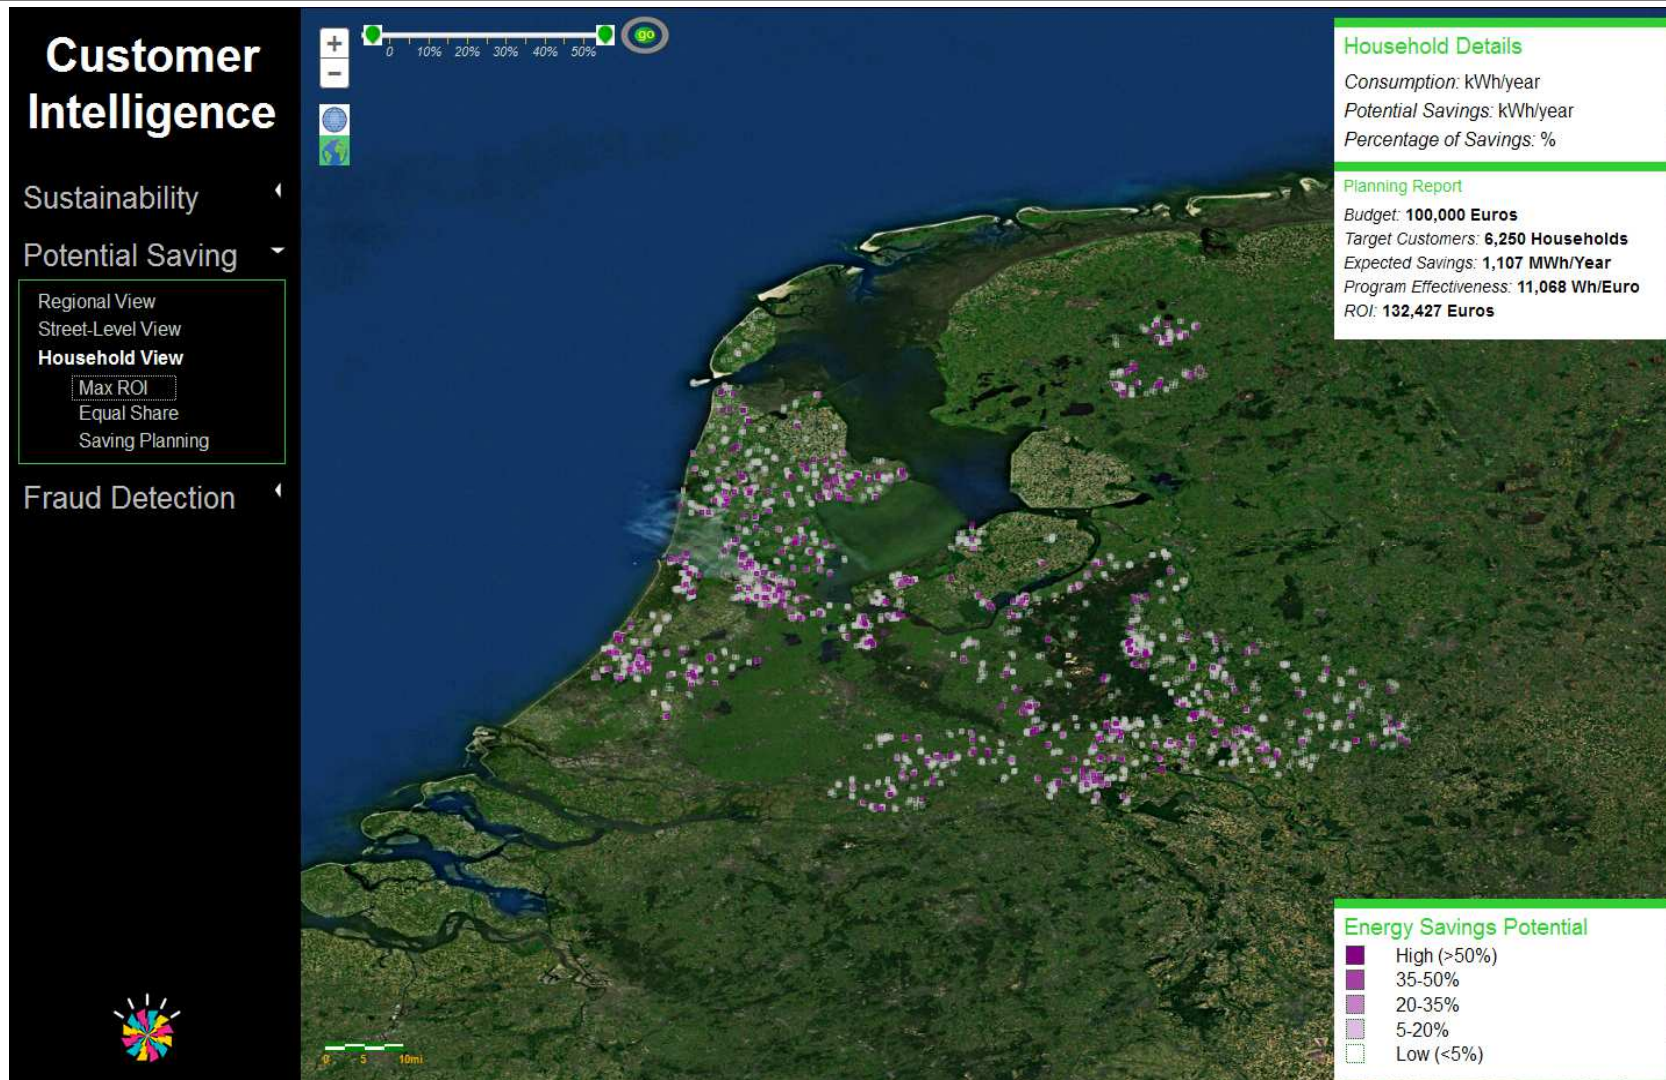 Customer
Intelligence
Sustainability
Potential Saving
Regional View
Street-Level View
Household View
Max ROI
Equal Share
Saving Planning
Fraud Detection
+
−
0 10% 20% 30% 40% 50%
go
Household Details
Consumption: kWh/year
Potential Savings: kWh/year
Percentage of Savings: %
Planning Report
Budget: 100,000 Euros
Target Customers: 6,250 Households
Expected Savings: 1,107 MWh/Year
Program Effectiveness: 11,068 Wh/Euro
ROI: 132,427 Euros
Energy Savings Potential
High (>50%)
35-50%
20-35%
5-20%
Low (<5%)
0 5 10mi